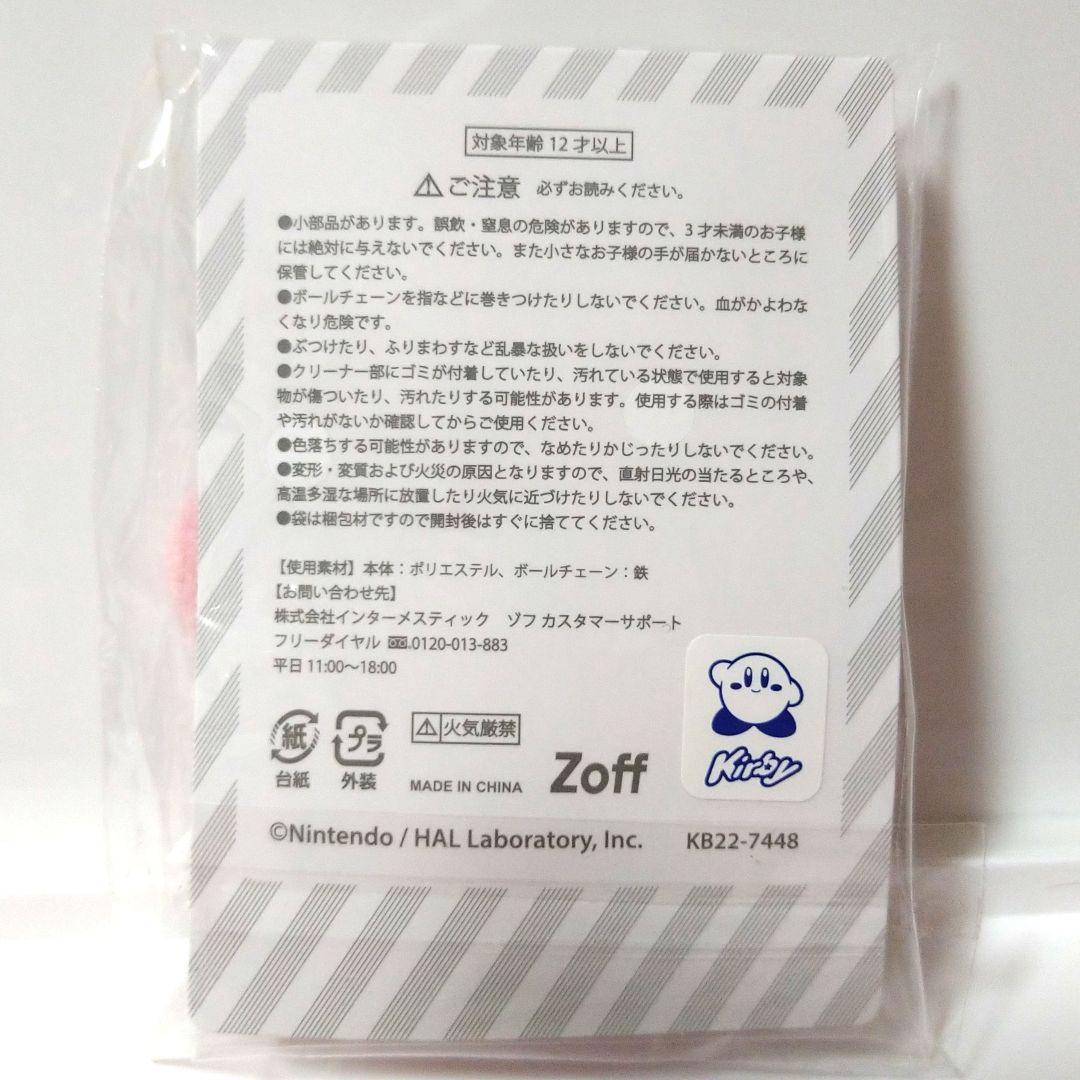 対象年齢 12 才以上
⚠ご注意 必ずお読みください。
●小部品があります。誤飲・窒息の危険がありますので、3 才未満のお子様
には絶対に与えないでください。また小さなお子様の手が届かないところに
保管してください。
●ボールチェーンを指などに巻きつけたりしないでください。血がかよわな
くなり危険です。
●ぶつけたり、ふりまわすなど乱暴な扱いをしないでください。
●クリーナー部にゴミが付着していたり、汚れている状態で使用すると対象
物が傷ついたり、汚れたりする可能性があります。使用する際はゴミの付着
や汚れがないか確認してからご使用ください。
●色落ちする可能性がありますので、なめたりかじったりしないでください。
●変形・変質および火災の原因となりますので、直射日光の当たるところや、
高温多湿な場所に放置したり火気に近づけたりしないでください。
●袋は梱包材ですので開封後はすぐに捨ててください。
【使用素材】本体：ポリエステル、ボールチェーン：鉄
【お問い合わせ先】
株式会社インターメスティック　ゾフ カスタマーサポート
フリーダイヤル 0120-013-883
平日 11:00～18:00
紙
台紙
プラ
外装
⚠火気厳禁
MADE IN CHINA
Zoff
Kirby
©Nintendo / HAL Laboratory, Inc.
KB22-7448